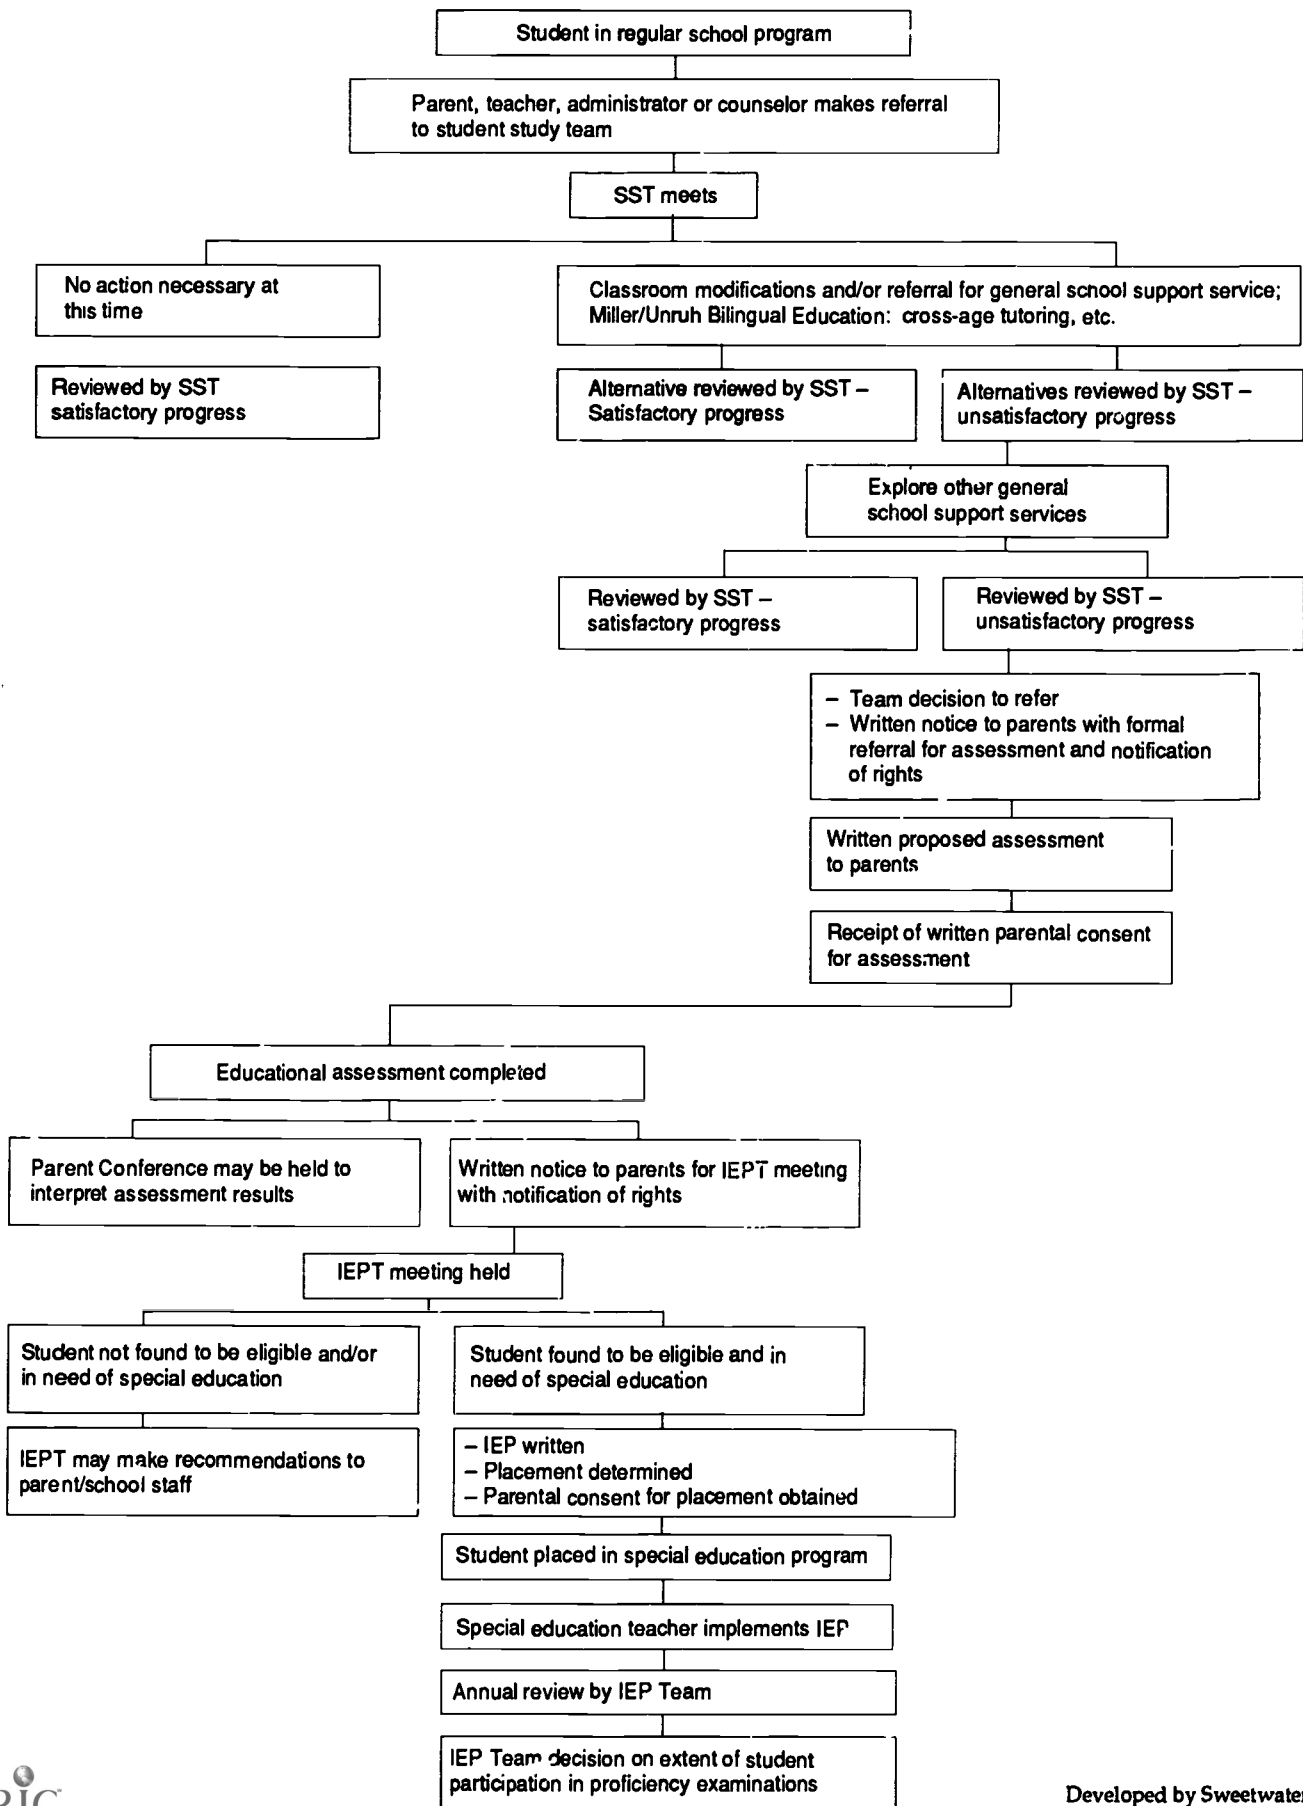 Student in regular school program
Parent, teacher, administrator or counselor makes referral
to student study team
SST meets
No action necessary at
this time
Classroom modifications and/or referral for general school support service;
Miller/Unruh Bilingual Education: cross-age tutoring, etc.
Reviewed by SST
satisfactory progress
Alternative reviewed by SST –
Satisfactory progress
Alternatives reviewed by SST –
unsatisfactory progress
Explore other general
school support services
Reviewed by SST –
satisfactory progress
Reviewed by SST –
unsatisfactory progress
– Team decision to refer
– Written notice to parents with formal
referral for assessment and notification
of rights
Written proposed assessment
to parents
Receipt of written parental consent
for assessment
Educational assessment completed
Parent Conference may be held to
interpret assessment results
Written notice to parents for IEPT meeting
with notification of rights
IEPT meeting held
Student not found to be eligible and/or
in need of special education
Student found to be eligible and in
need of special education
IEPT may make recommendations to
parent/school staff
– IEP written
– Placement determined
– Parental consent for placement obtained
Student placed in special education program
Special education teacher implements IEP
Annual review by IEP Team
IEP Team decision on extent of student
participation in proficiency examinations
Developed by Sweetwater